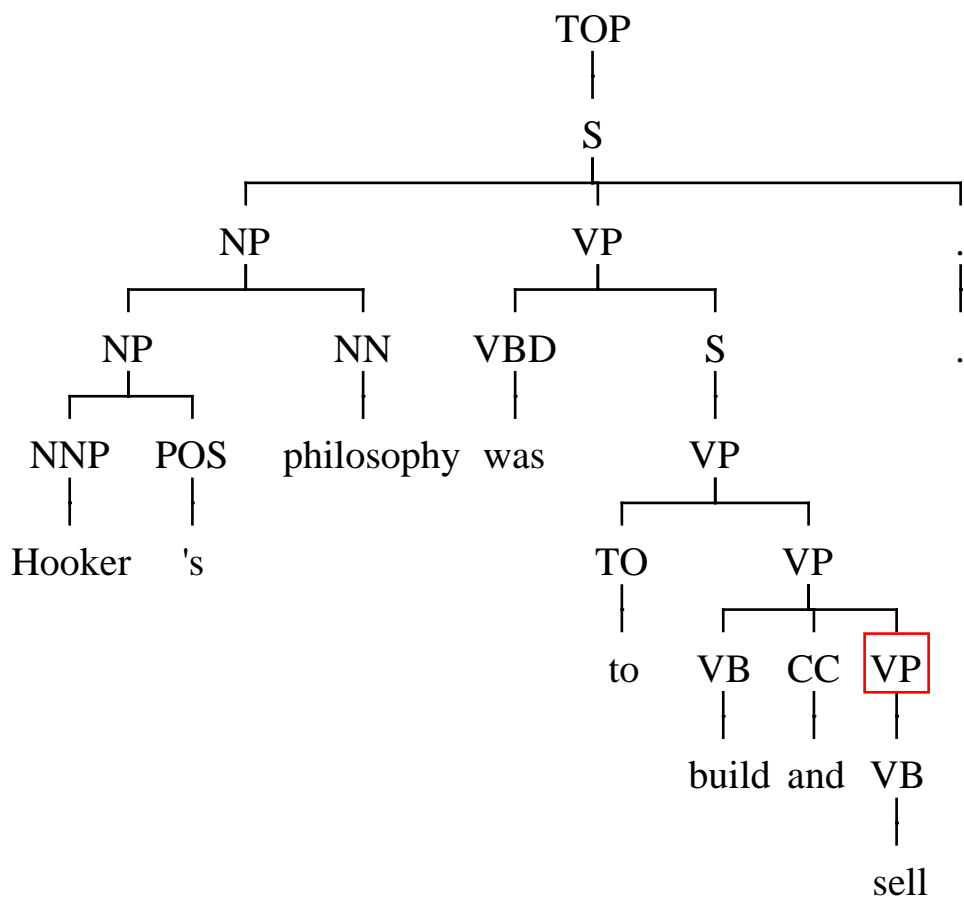 TOP
S
NP VP .
NP NN VBD S .
NNP POS philosophy was VP
Hooker 's TO VP
to VB CC VP
build and VB
sell